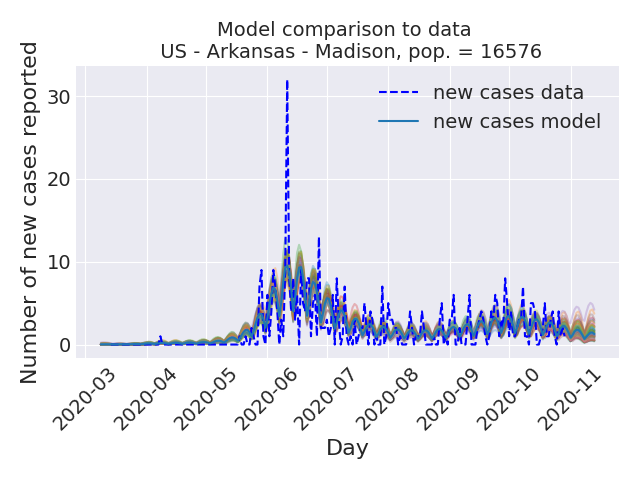 Model comparison to data
US - Arkansas - Madison, pop. = 16576
Number of new cases reported
30
20
10
0
new cases data
new cases model
2020-03
2020-04
2020-05
2020-06
2020-07
2020-08
2020-09
2020-10
2020-11
Day